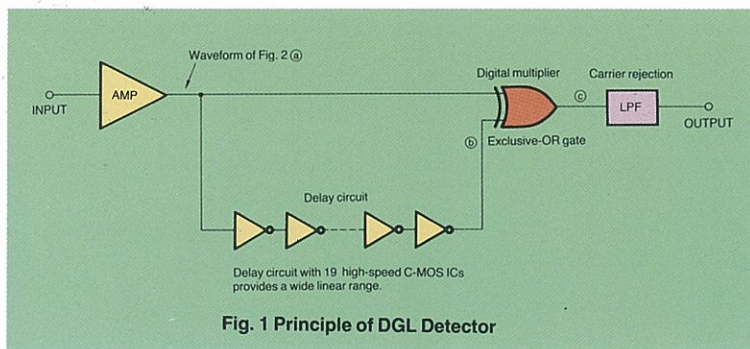 Waveform of Fig. 2 ⓐ
Digital multiplier
Carrier rejection
AMP
INPUT
ⓒ
LPF
OUTPUT
ⓑ
Exclusive-OR gate
Delay circuit
Delay circuit with 19 high-speed C-MOS ICs
provides a wide linear range.
Fig. 1 Principle of DGL Detector